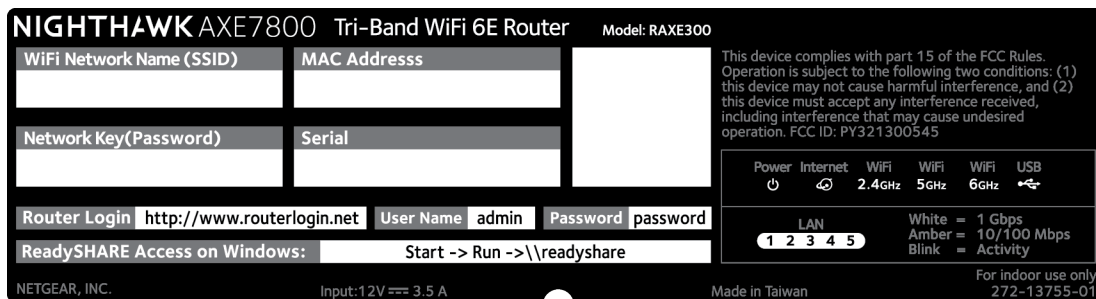 NIGHTHAWK AXE7800 Tri-Band WiFi 6E Router Model: RAXE300
WiFi Network Name (SSID)
MAC Addresss
Network Key(Password)
Serial
Router Login http://www.routerlogin.net User Name admin Password password
ReadySHARE Access on Windows: Start -> Run ->\\readyshare
NETGEAR, INC. Input:12V ⎓ 3.5 A
This device complies with part 15 of the FCC Rules.
Operation is subject to the following two conditions: (1)
this device may not cause harmful interference, and (2)
this device must accept any interference received,
including interference that may cause undesired
operation. FCC ID: PY321300545
Power Internet WiFi WiFi WiFi USB
2.4GHz 5GHz 6GHz
LAN
1 2 3 4 5
White = 1 Gbps
Amber = 10/100 Mbps
Blink = Activity
Made in Taiwan
For indoor use only
272-13755-01